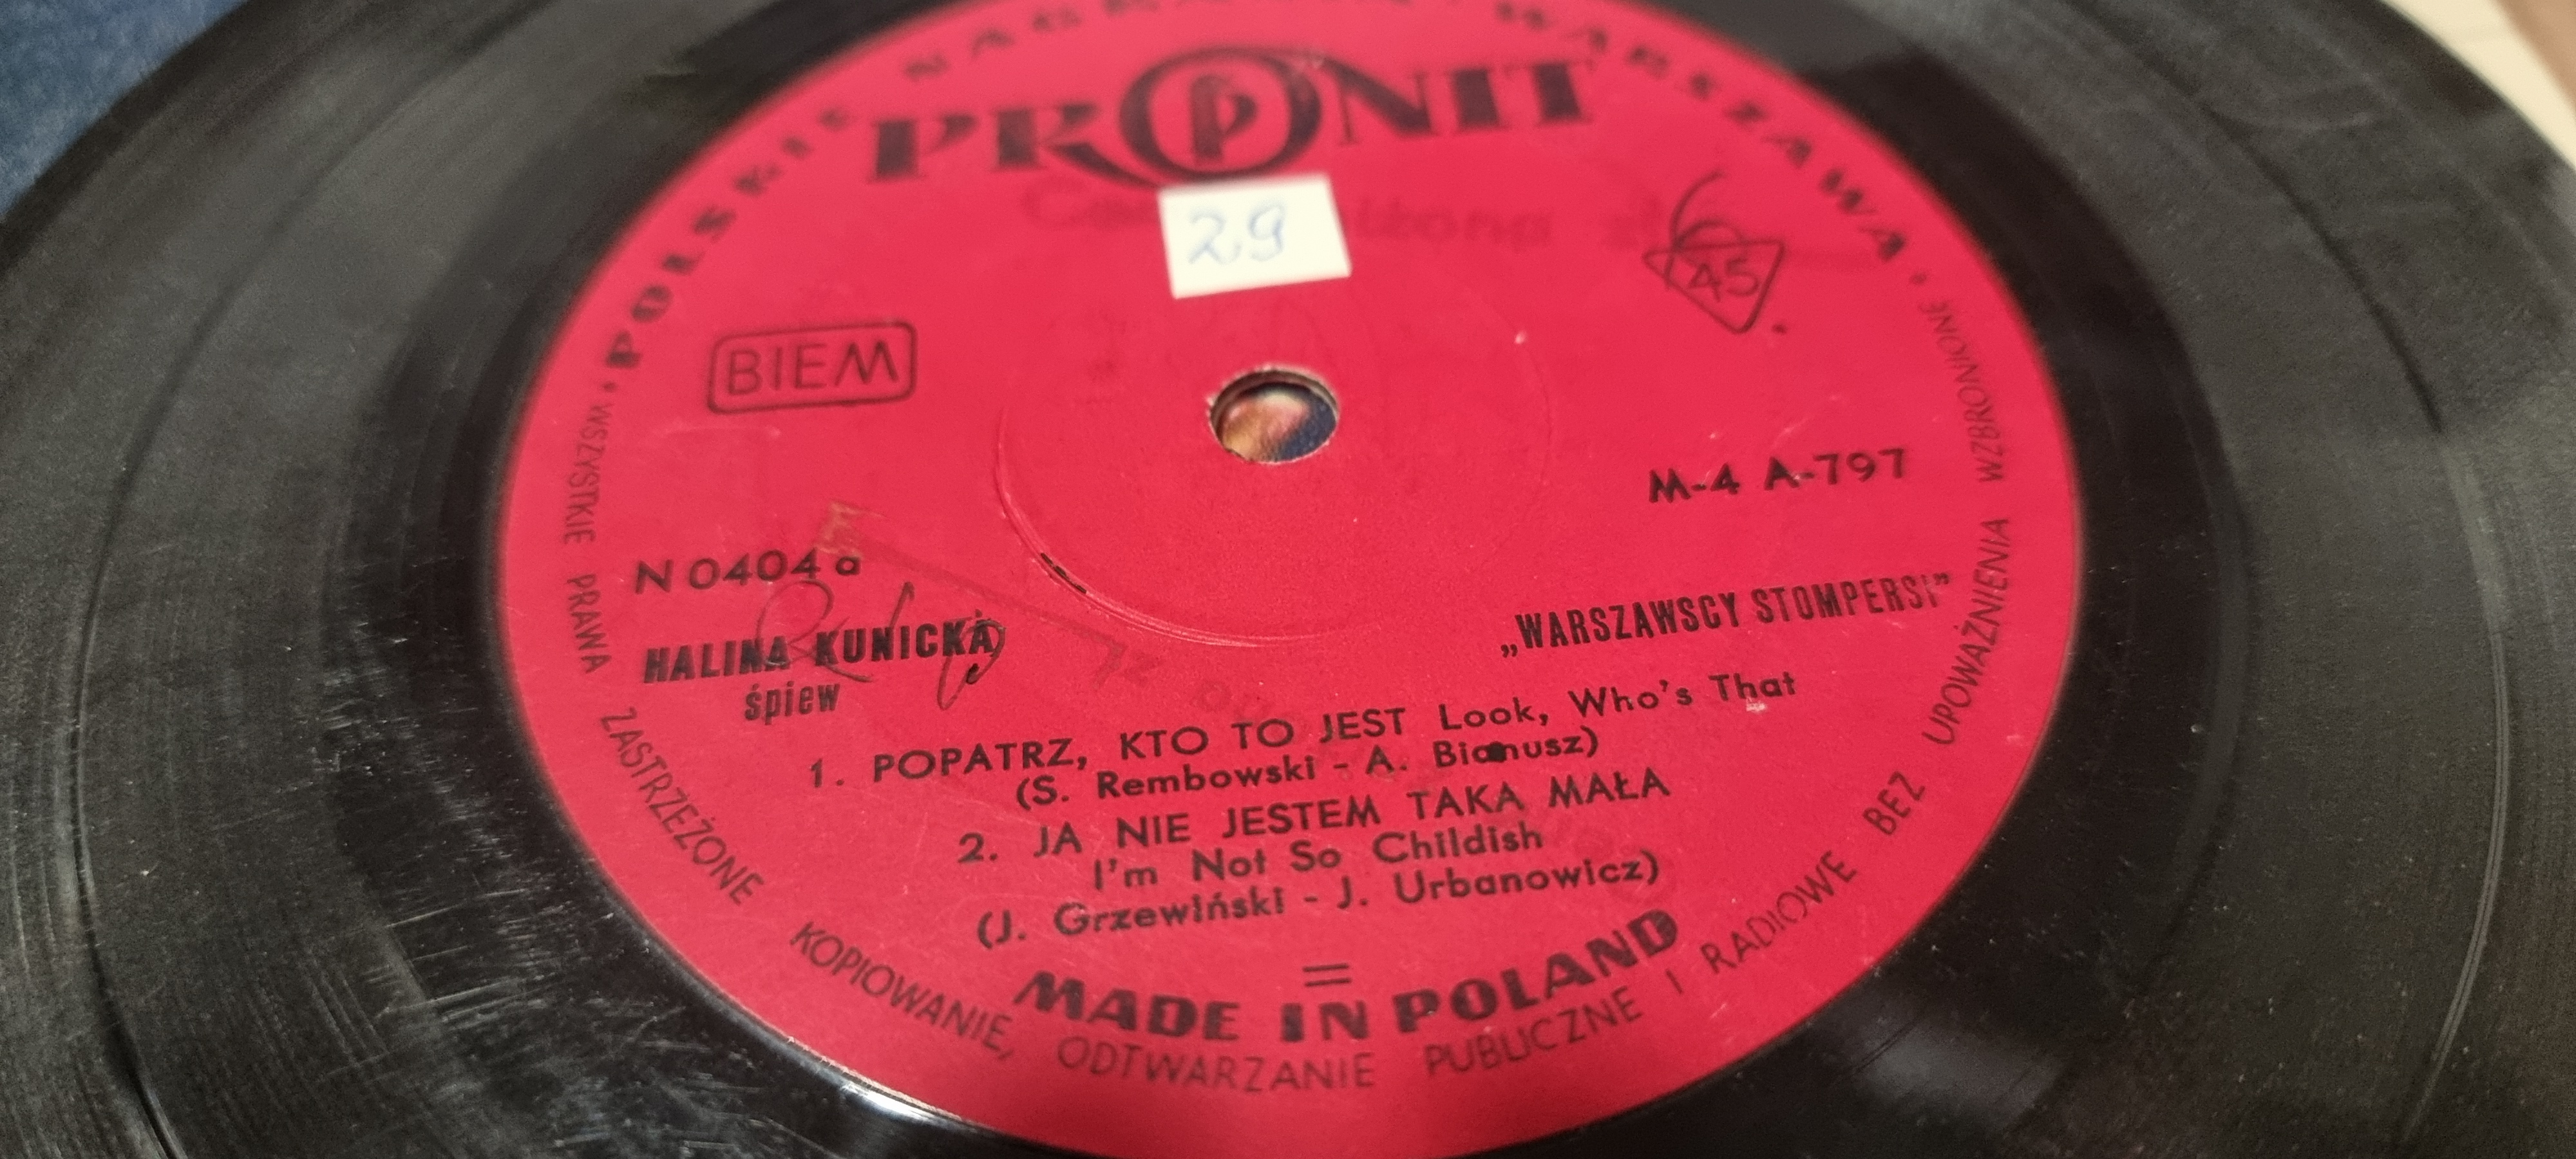 POLSKIE NAGRANIA • WARSZAWA •
PRONIT
29
45
BIEM
M-4 A-797
N 0404 a
HALINA KUNICKA
śpiew
„WARSZAWSCY STOMPERSI”
1. POPATRZ, KTO TO JEST Look, Who's That
(S. Rembowski - A. Bianusz)
2. JA NIE JESTEM TAKA MAŁA
I'm Not So Childish
(J. Grzewiński - J. Urbanowicz)
=
MADE IN POLAND
• WSZYSTKIE PRAWA ZASTRZEŻONE KOPIOWANIE, ODTWARZANIE PUBLICZNE I RADIOWE BEZ UPOWAŻNIENIA WZBRONIONE •